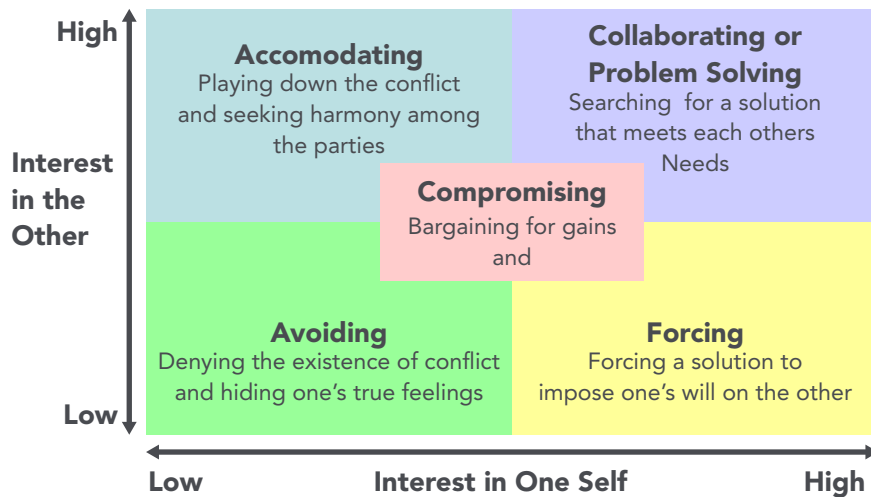 High
Accomodating
Playing down the conflict
and seeking harmony among
the parties
Collaborating or
Problem Solving
Searching for a solution
that meets each others
Needs
Interest
in the
Other
Compromising
Bargaining for gains
and
Avoiding
Denying the existence of conflict
and hiding one’s true feelings
Forcing
Forcing a solution to
impose one’s will on the other
Low
Low
Interest in One Self
High